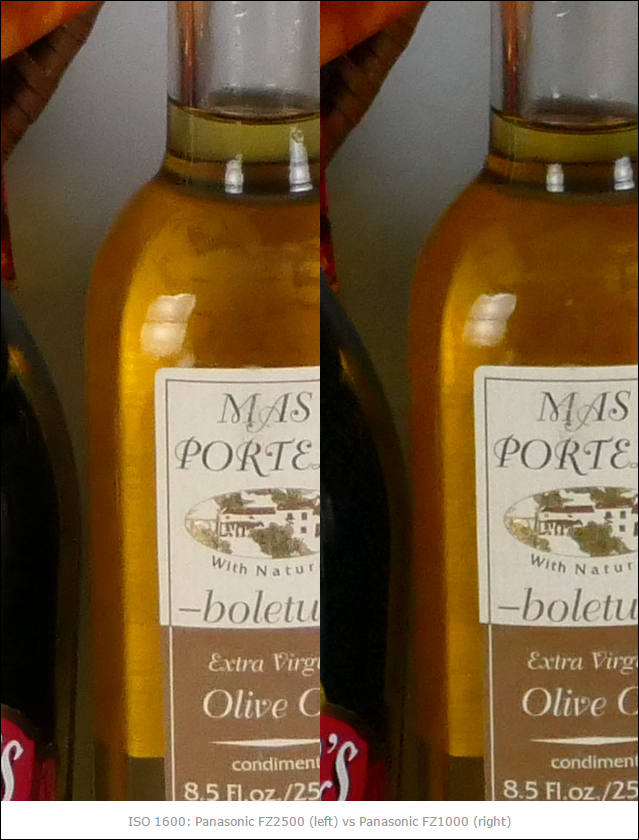 MAS
PORTE
With Natur
–boletu
Extra Virg
Olive
condiment
8.5 Fl.oz./25
S
MAS
PORTE
With Natur
–boletu
Extra Virg
Olive
condiment
8.5 Fl.oz./25
'S
ISO 1600: Panasonic FZ2500 (left) vs Panasonic FZ1000 (right)